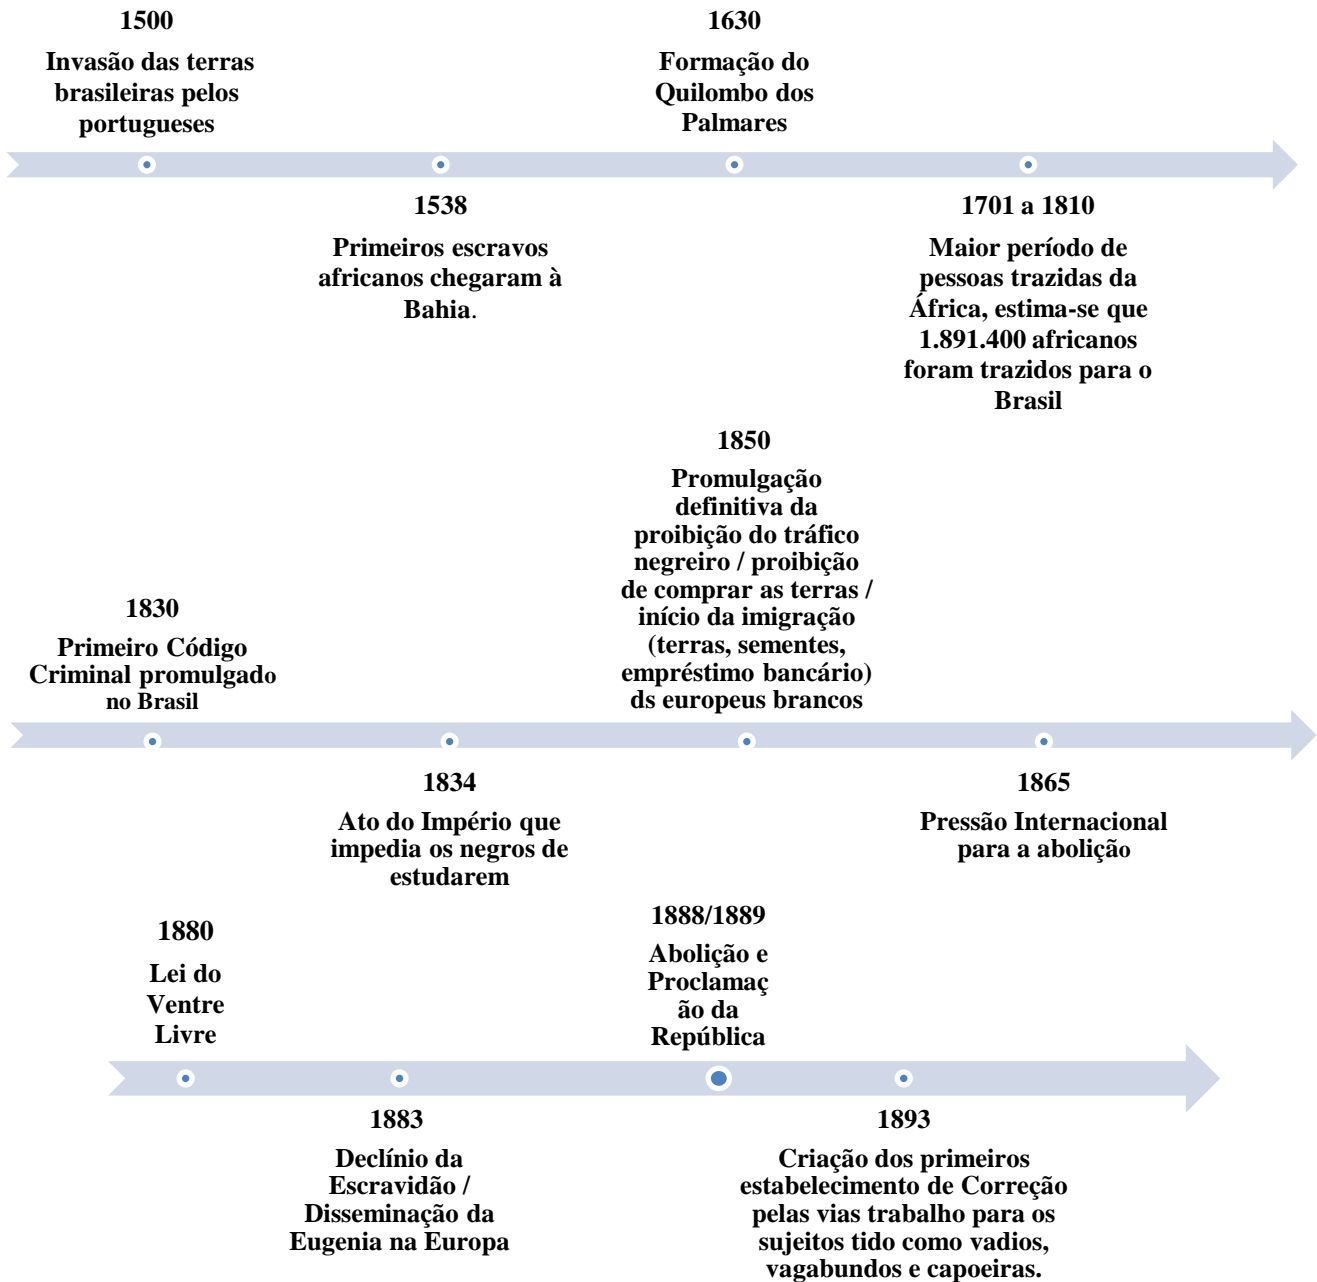 1500
Invasão das terras
brasileiras pelos
portugueses
1630
Formação do
Quilombo dos
Palmares
1538
Primeiros escravos
africanos chegaram à
Bahia.
1701 a 1810
Maior período de
pessoas trazidas da
África, estima-se que
1.891.400 africanos
foram trazidos para o
Brasil
1830
Primeiro Código
Criminal promulgado
no Brasil
1850
Promulgação
definitiva da
proibição do tráfico
negreiro / proibição
de comprar as terras /
início da imigração
(terras, sementes,
empréstimo bancário)
ds europeus brancos
1834
Ato do Império que
impedia os negros de
estudarem
1865
Pressão Internacional
para a abolição
1880
Lei do
Ventre
Livre
1888/1889
Abolição e
Proclamaç
ão da
República
1883
Declínio da
Escravidão /
Disseminação da
Eugenia na Europa
1893
Criação dos primeiros
estabelecimento de Correção
pelas vias trabalho para os
sujeitos tido como vadios,
vagabundos e capoeiras.